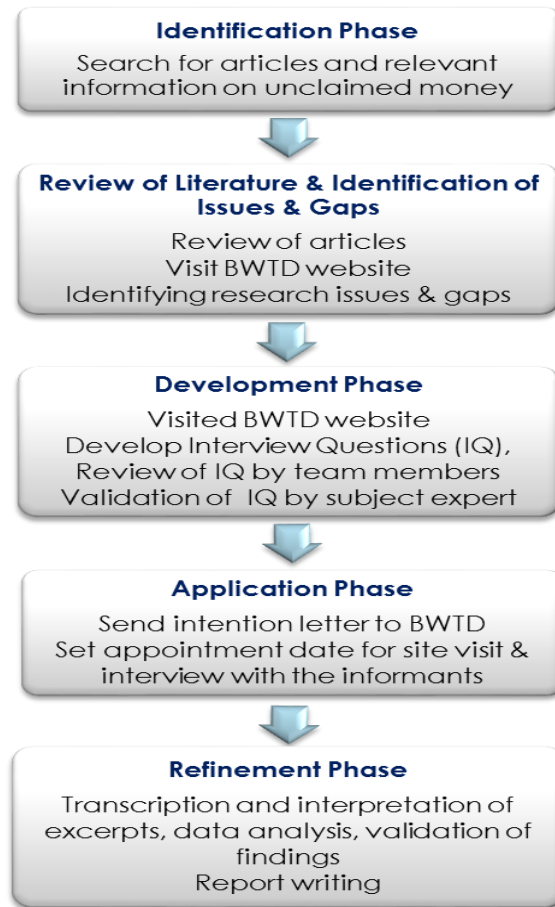 Identification Phase
Search for articles and relevant
information on unclaimed money
Review of Literature & Identification of
Issues & Gaps
Review of articles
Visit BWTD website
Identifying research issues & gaps
Development Phase
Visited BWTD website
Develop Interview Questions (IQ),
Review of IQ by team members
Validation of IQ by subject expert
Application Phase
Send intention letter to BWTD
Set appointment date for site visit &
interview with the informants
Refinement Phase
Transcription and interpretation of
excerpts, data analysis, validation of
findings
Report writing